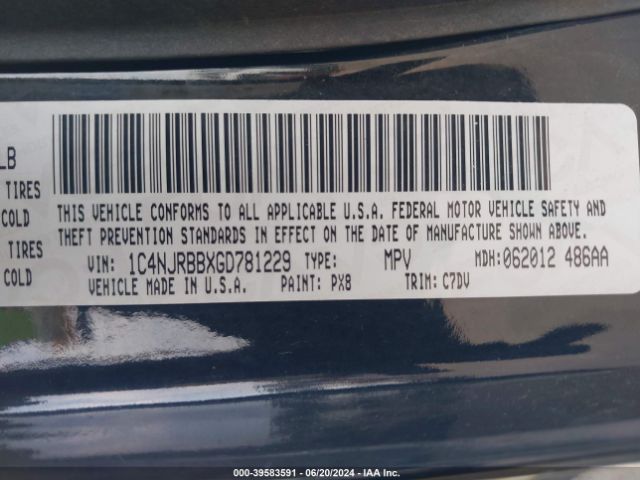 LB
TIRES
COLD
TIRES
COLD
THIS VEHICLE CONFORMS TO ALL APPLICABLE U.S.A. FEDERAL MOTOR VEHICLE SAFETY AND
THEFT PREVENTION STANDARDS IN EFFECT ON THE DATE OF MANUFACTURE SHOWN ABOVE.
VIN: 1C4NJRBBXGD781229 TYPE: MPV MDH: 062012 486AA
VEHICLE MADE IN U.S.A. PAINT: PX8 TRIM: C7DV
000-39583591 - 06/20/2024 - IAA Inc.